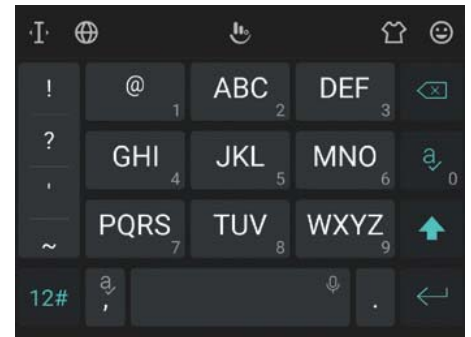 ! @ 1 ABC 2 DEF 3
? GHI 4 JKL 5 MNO 6 a 0
' PQRS 7 TUV 8 WXYZ 9
~
12# a , .